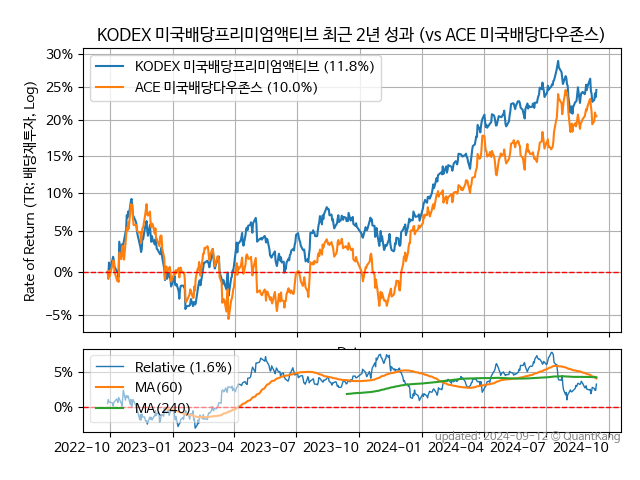 KODEX 미국배당프리미엄액티브 최근 2년 성과 (vs ACE 미국배당다우존스)
Rate of Return (TR: 배당재투자, Log)
30%
25%
20%
15%
10%
5%
0%
−5%
KODEX 미국배당프리미엄액티브 (11.8%)
ACE 미국배당다우존스 (10.0%)
5%
0%
Relative (1.6%)
MA(60)
MA(240)
2022−10 2023−01 2023−04 2023−07 2023−10 2024−01 2024−04 2024−07 2024−10
updated: 2024−09−12 © QuantKang